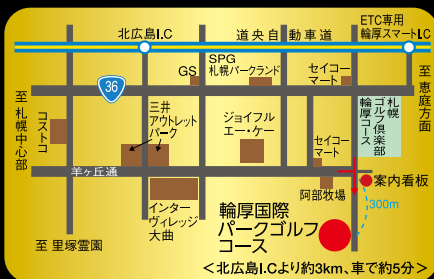 ETC専用
北広島I.C
道央自動車道
輪厚スマートI.C
SPG
札幌パークランド
GS
セイコー
マート
36
至恵庭方面
至札幌中心部
コストコ
三井
アウトレット
パーク
ジョイフル
エー・ケー
セイコー
マート
札幌
ゴルフ倶楽部
輪厚コース
羊ヶ丘通
阿部牧場
案内看板
300m
インター
ヴィレッジ
大曲
輪厚国際
パークゴルフ
コース
至里塚霊園
<北広島I.Cより約3km、車で約5分>